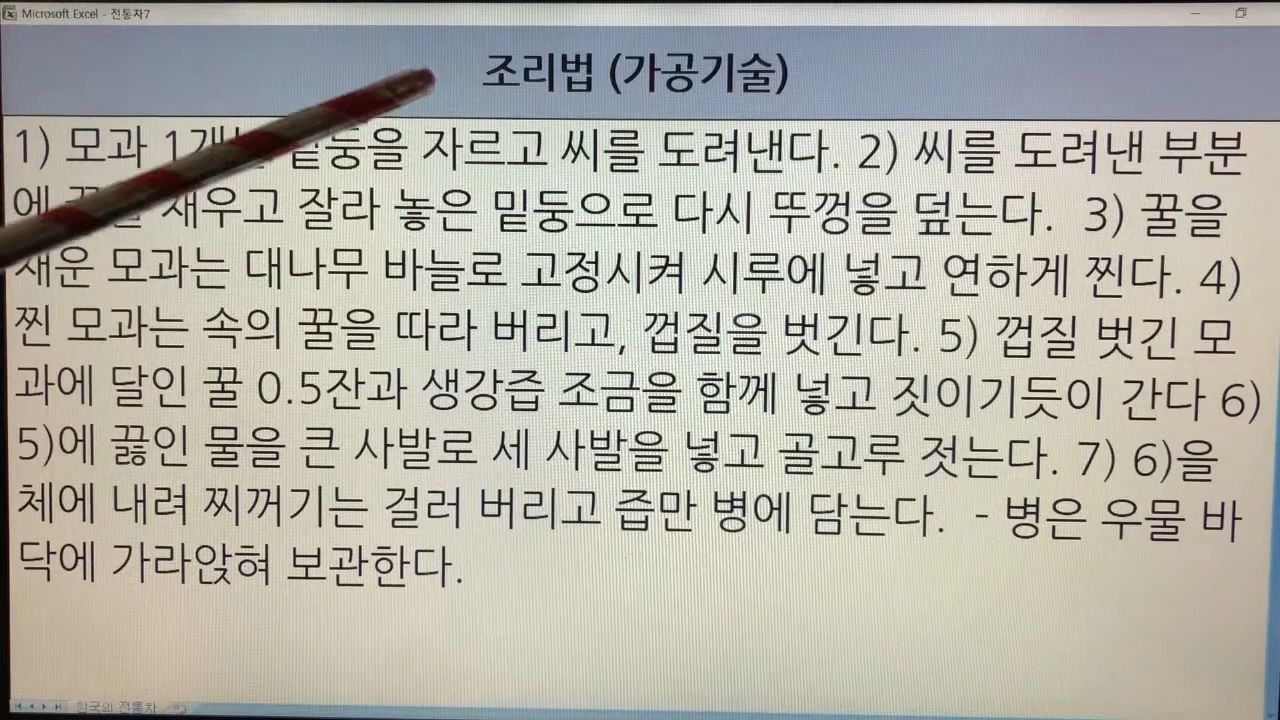 Microsoft Excel - 전통차7
조리법 (가공기술)
1) 모과 1개 밑둥을 자르고 씨를 도려낸다. 2) 씨를 도려낸 부분
에 채우고 잘라 놓은 밑둥으로 다시 뚜껑을 덮는다. 3) 꿀을
채운 모과는 대나무 바늘로 고정시켜 시루에 넣고 연하게 찐다. 4)
찐 모과는 속의 꿀을 따라 버리고, 껍질을 벗긴다. 5) 껍질 벗긴 모
과에 달인 꿀 0.5잔과 생강즙 조금을 함께 넣고 짓이기듯이 간다 6)
5)에 끓인 물을 큰 사발로 세 사발을 넣고 골고루 젓는다. 7) 6)을
체에 내려 찌꺼기는 걸러 버리고 즙만 병에 담는다. - 병은 우물 바
닥에 가라앉혀 보관한다.
한국의 전통차